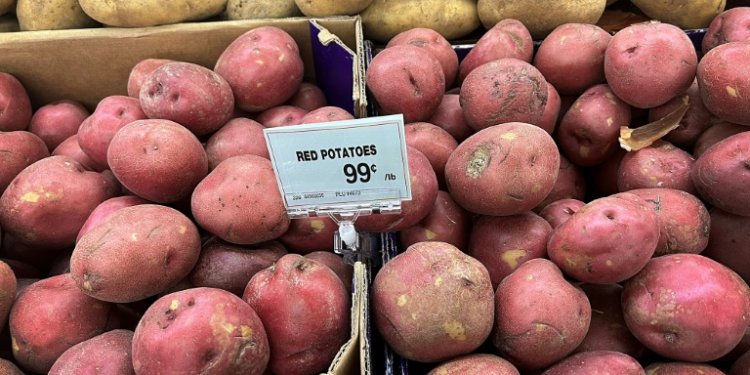 RED POTATOES
99¢ /lb